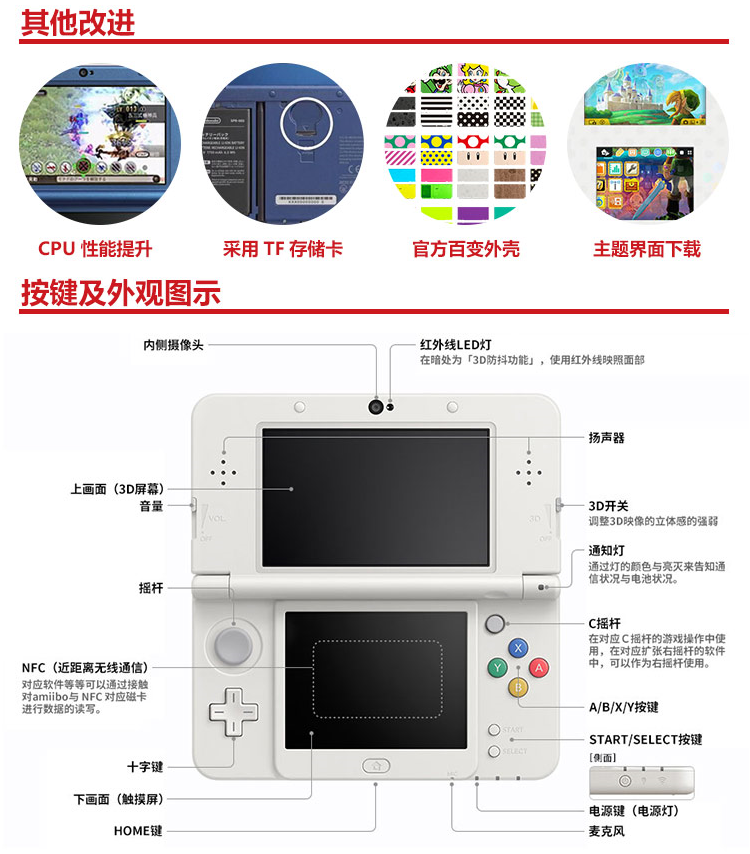 其他改进
CPU 性能提升
采用 TF 存储卡
官方百变外壳
主题界面下载
按键及外观图示
内侧摄像头
红外线LED灯
在暗处为「3D防抖功能」，使用红外线映照面部
扬声器
上画面（3D屏幕）
音量
VOL
OFF
3D
OFF
3D开关
调整3D映像的立体感的强弱
通知灯
通过灯的颜色与亮灭来告知通
信状况与电池状况。
摇杆
C摇杆
在对应C摇杆的游戏操作中使
用，在对应扩张右摇杆的软件
中，可以作为右摇杆使用。
X
Y
A
B
NFC（近距离无线通信）
对应软件等等可以通过接触
对amiibo与 NFC 对应磁卡
进行数据的读写。
A/B/X/Y按键
START
SELECT
START/SELECT按键
[侧面]
十字键
下画面（触摸屏）
MIC
电源键（电源灯）
HOME键
麦克风